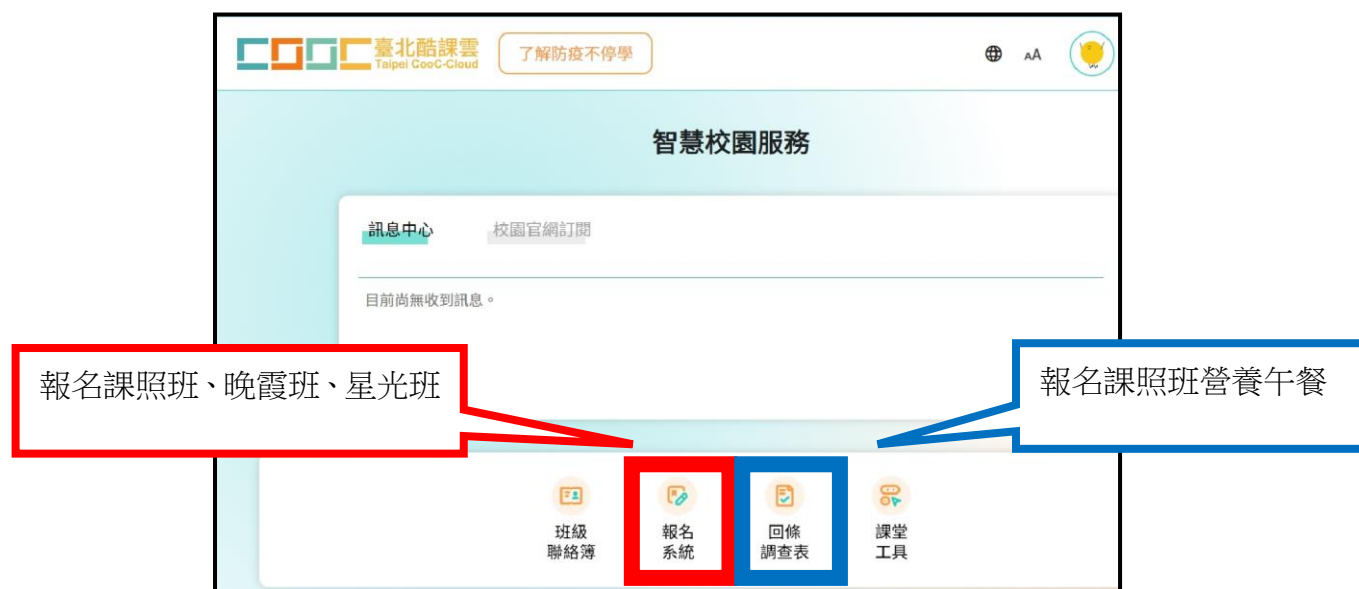 臺北酷課雲
Taipei CooC-Cloud
了解防疫不停學
AA
智慧校園服務
訊息中心
校園官網訂閱
目前尚無收到訊息。
報名課照班、晚霞班、星光班
報名課照班營養午餐
班級
聯絡簿
報名
系統
回條
調查表
課堂
工具